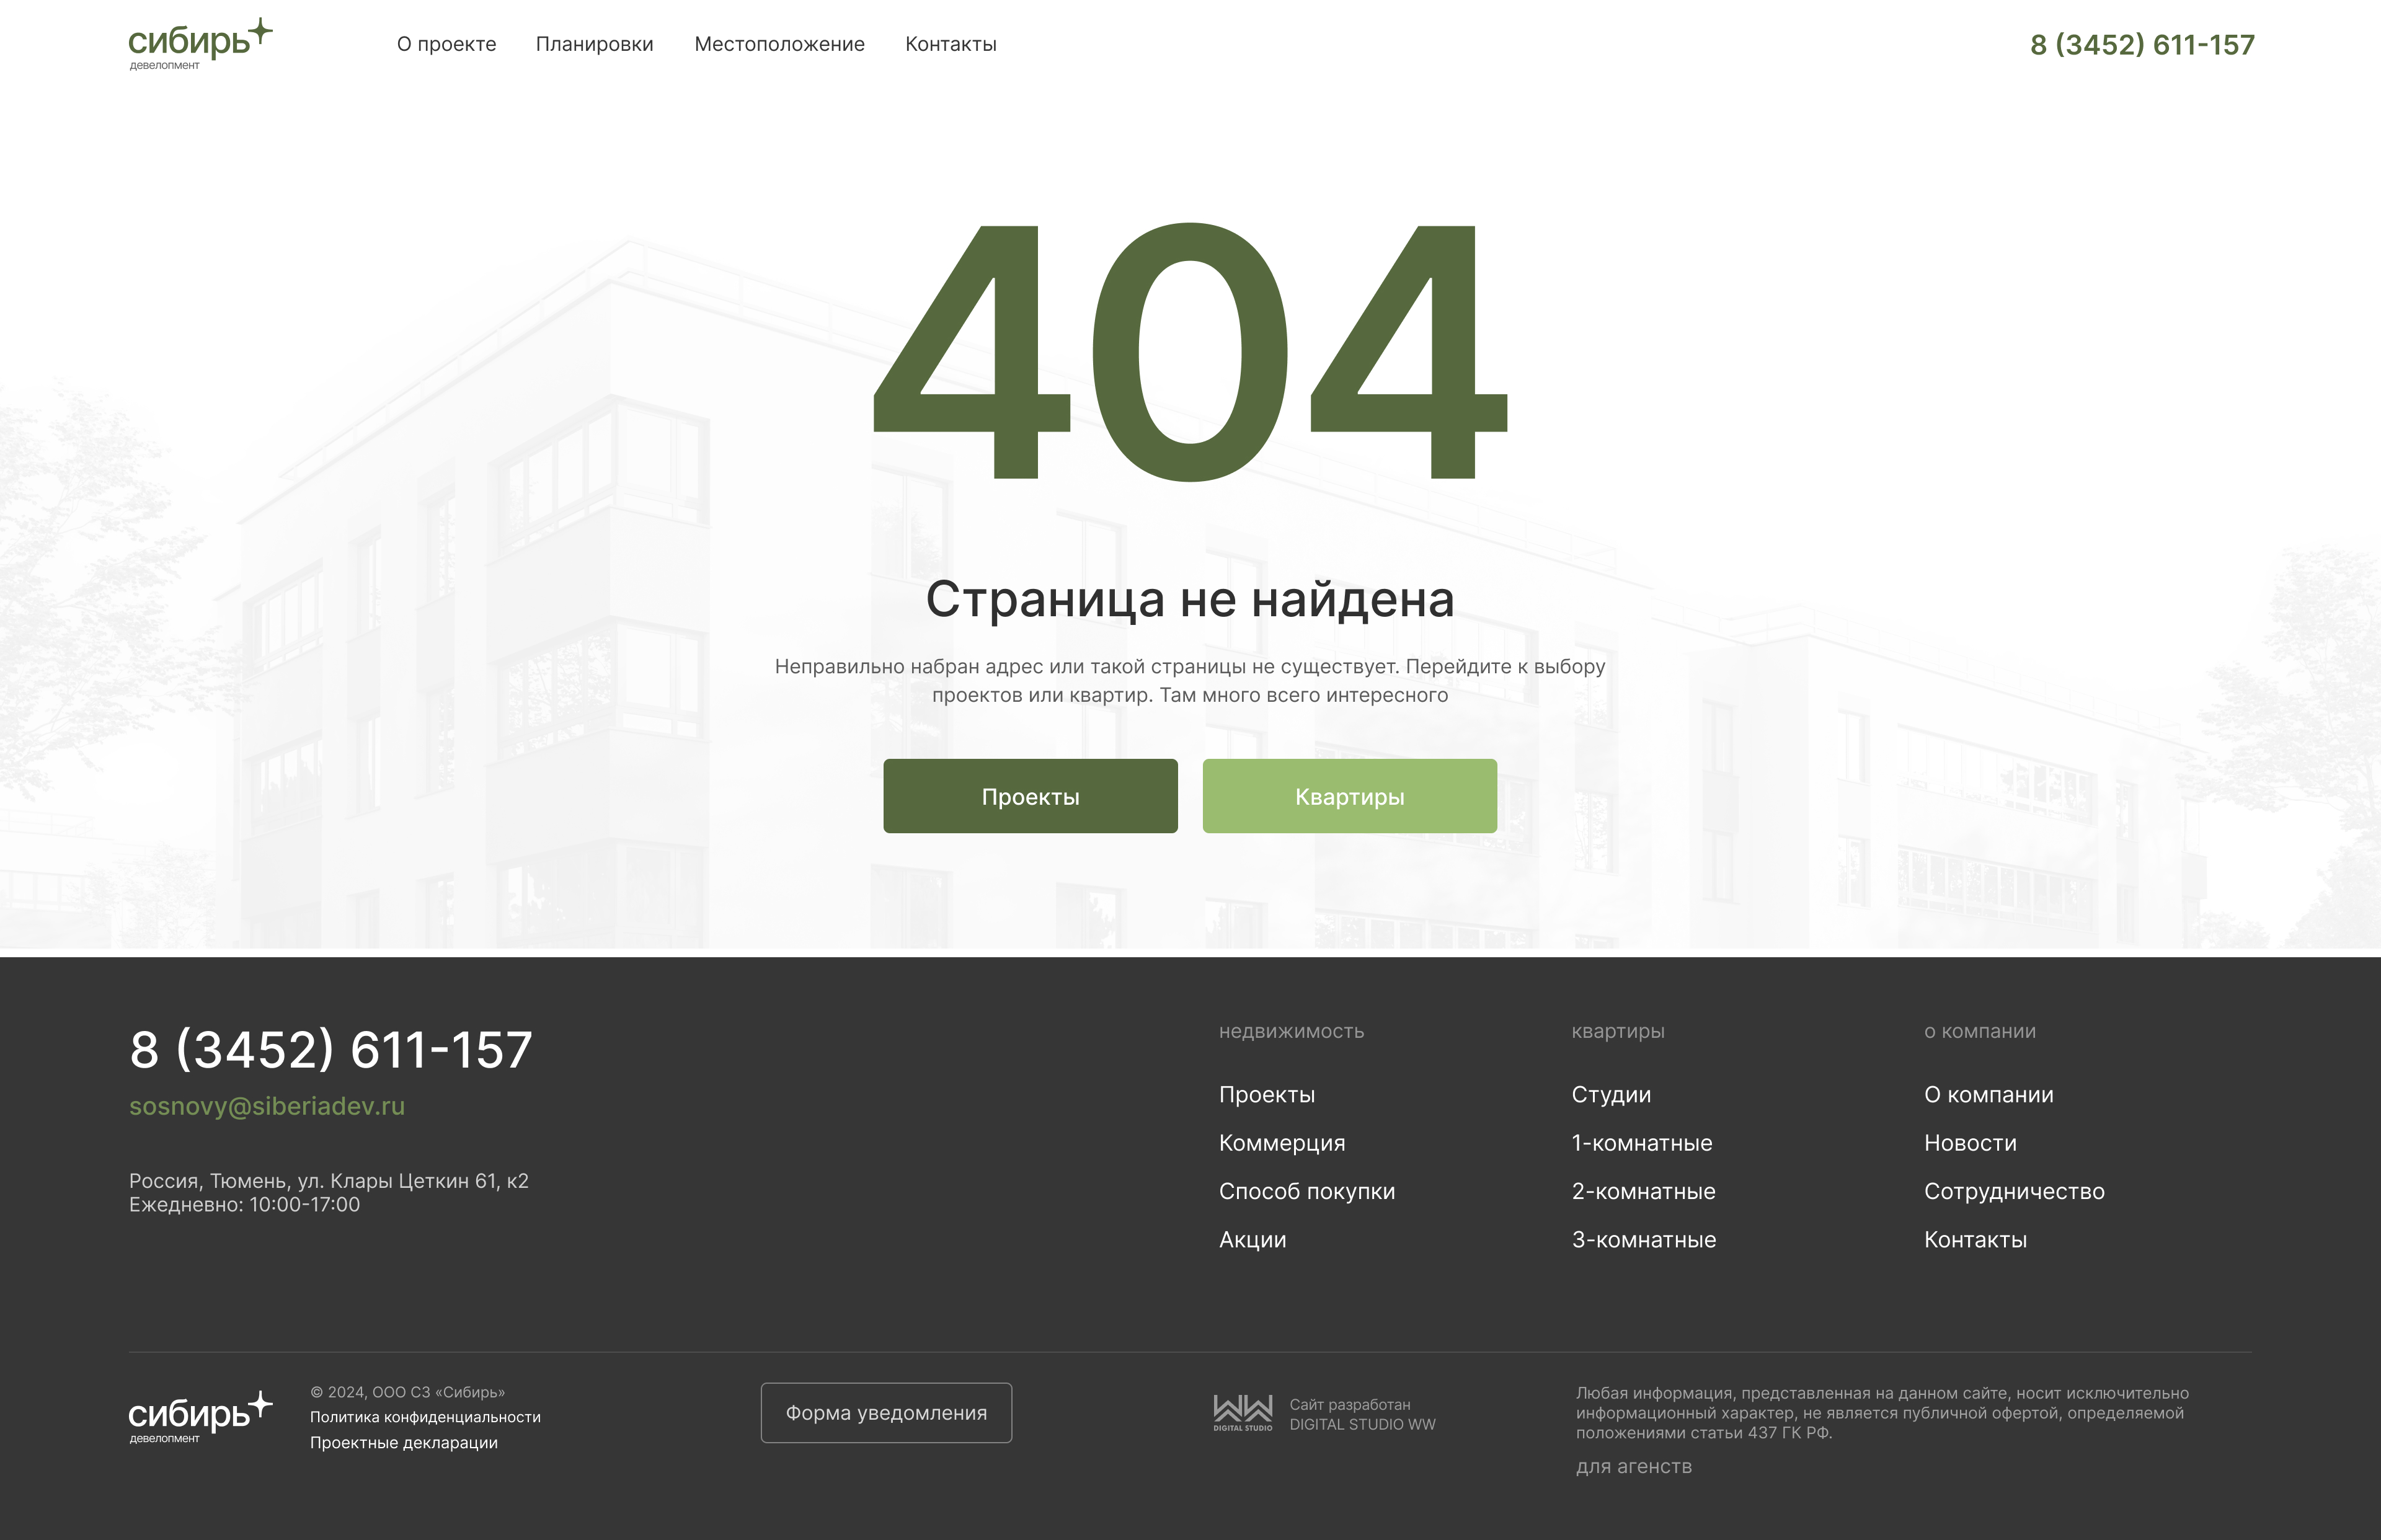 сибирь
девелопмент
О проекте
Планировки
Местоположение
Контакты
8 (3452) 611-157
404
Страница не найдена
Неправильно набран адрес или такой страницы не существует. Перейдите к выбору
проектов или квартир. Там много всего интересного
Проекты
Квартиры
8 (3452) 611-157
sosnovy@siberiadev.ru
Россия, Тюмень, ул. Клары Цеткин 61, к2
Ежедневно: 10:00-17:00
недвижимость
Проекты
Коммерция
Способ покупки
Акции
квартиры
Студии
1-комнатные
2-комнатные
3-комнатные
о компании
О компании
Новости
Сотрудничество
Контакты
сибирь
девелопмент
© 2024, ООО СЗ «Сибирь»
Политика конфиденциальности
Проектные декларации
Форма уведомления
WW
DIGITAL STUDIO
Сайт разработан
DIGITAL STUDIO WW
Любая информация, представленная на данном сайте, носит исключительно
информационный характер, не является публичной офертой, определяемой
положениями статьи 437 ГК РФ.
для агенств